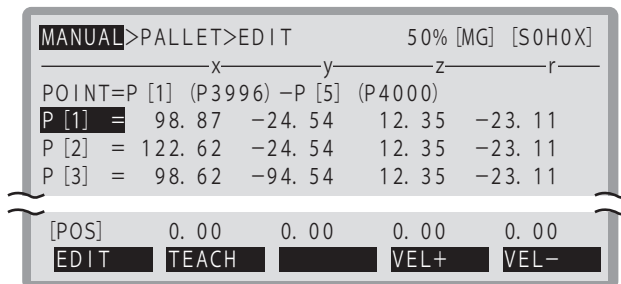 MANUAL>PALLET>EDIT 50% [MG] [S0H0X]
x y z r
POINT=P [1] (P3996) −P [5] (P4000)
P [1] = 98. 87 −24. 54 12. 35 −23. 11
P [2] = 122. 62 −24. 54 12. 35 −23. 11
P [3] = 98. 62 −94. 54 12. 35 −23. 11
[POS] 0. 00 0. 00 0. 00 0. 00
EDIT TEACH VEL+ VEL−